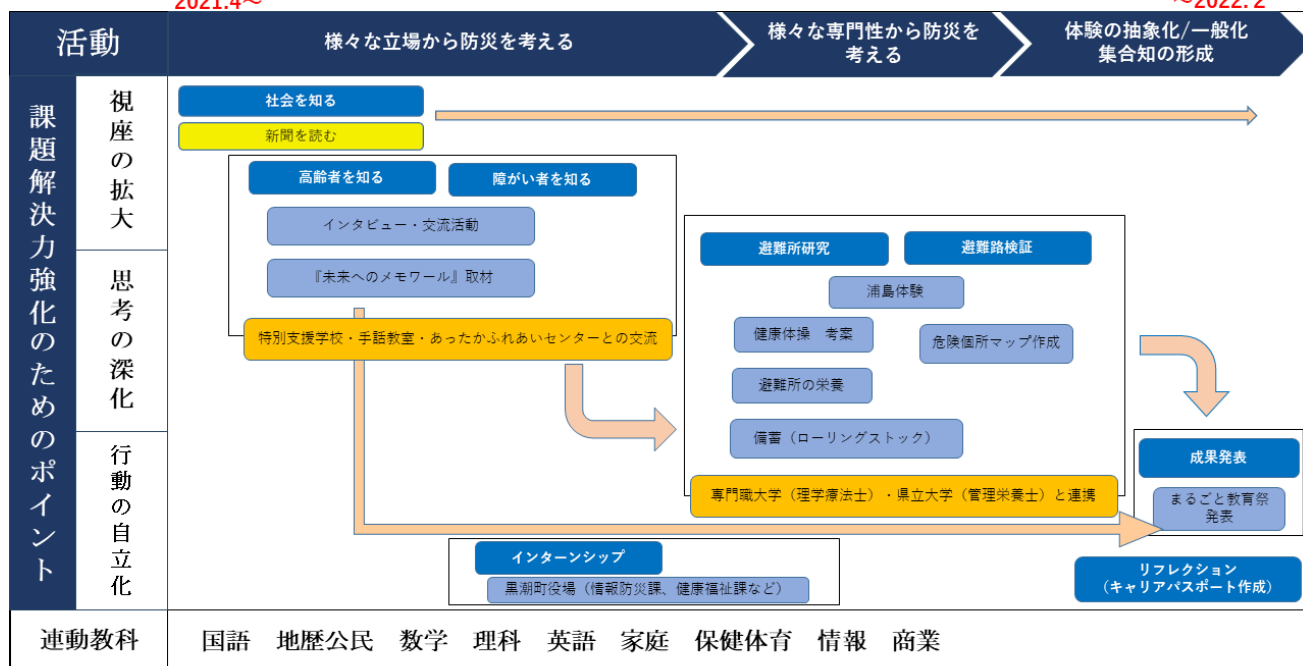 2021.4~
~2022.2
活動
様々な立場から防災を考える
様々な専門性から防災を
考える
体験の抽象化/一般化
集合知の形成
課題解決力強化のためのポイント
視座の拡大
思考の深化
行動の自立化
社会を知る
新聞を読む
高齢者を知る
障がい者を知る
インタビュー・交流活動
『未来へのメモワール』取材
特別支援学校・手話教室・あったかふれあいセンターとの交流
避難所研究
避難路検証
浦島体験
健康体操 考案
危険個所マップ作成
避難所の栄養
備蓄（ローリングストック）
専門職大学（理学療法士）・県立大学（管理栄養士）と連携
成果発表
まるごと教育祭
発表
インターンシップ
黒潮町役場（情報防災課、健康福祉課など）
リフレクション
（キャリアパスポート作成）
連動教科
国語 地歴公民 数学 理科 英語 家庭 保健体育 情報 商業